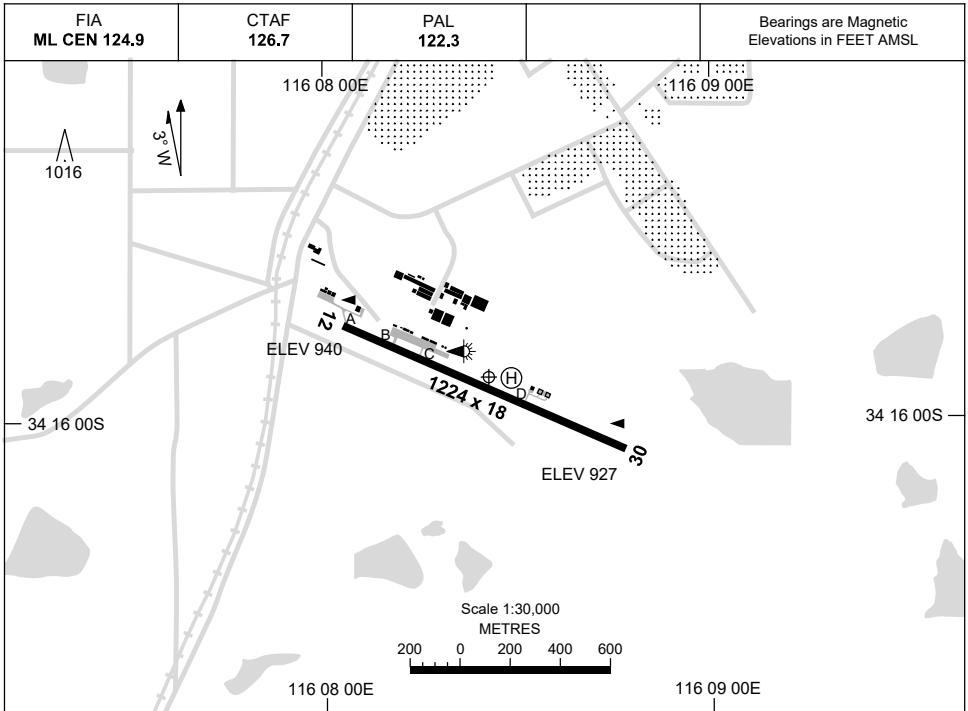 FIA
ML CEN 124.9
CTAF
126.7
PAL
122.3
Bearings are Magnetic
Elevations in FEET AMSL
116 08 00E
116 09 00E
3° W
1016
A
12
B
C
ELEV 940
H
D
1224 x 18
34 16 00S
34 16 00S
30
ELEV 927
Scale 1:30,000
METRES
200 0 200 400 600
116 08 00E
116 09 00E